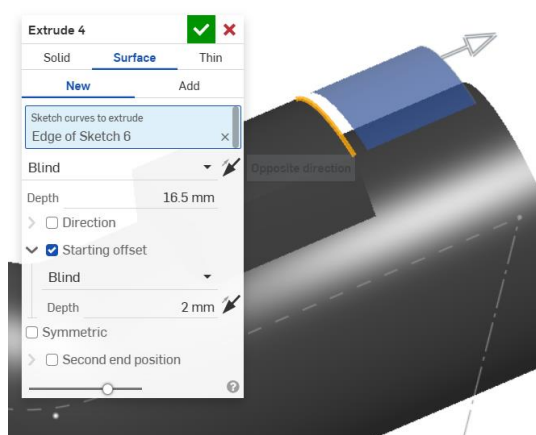 Extrude 4
Solid Surface Thin
New Add
Sketch curves to extrude
Edge of Sketch 6 ×
Blind
Opposite direction
Depth 16.5 mm
Direction
Starting offset
Blind
Depth 2 mm
Symmetric
Second end position
?